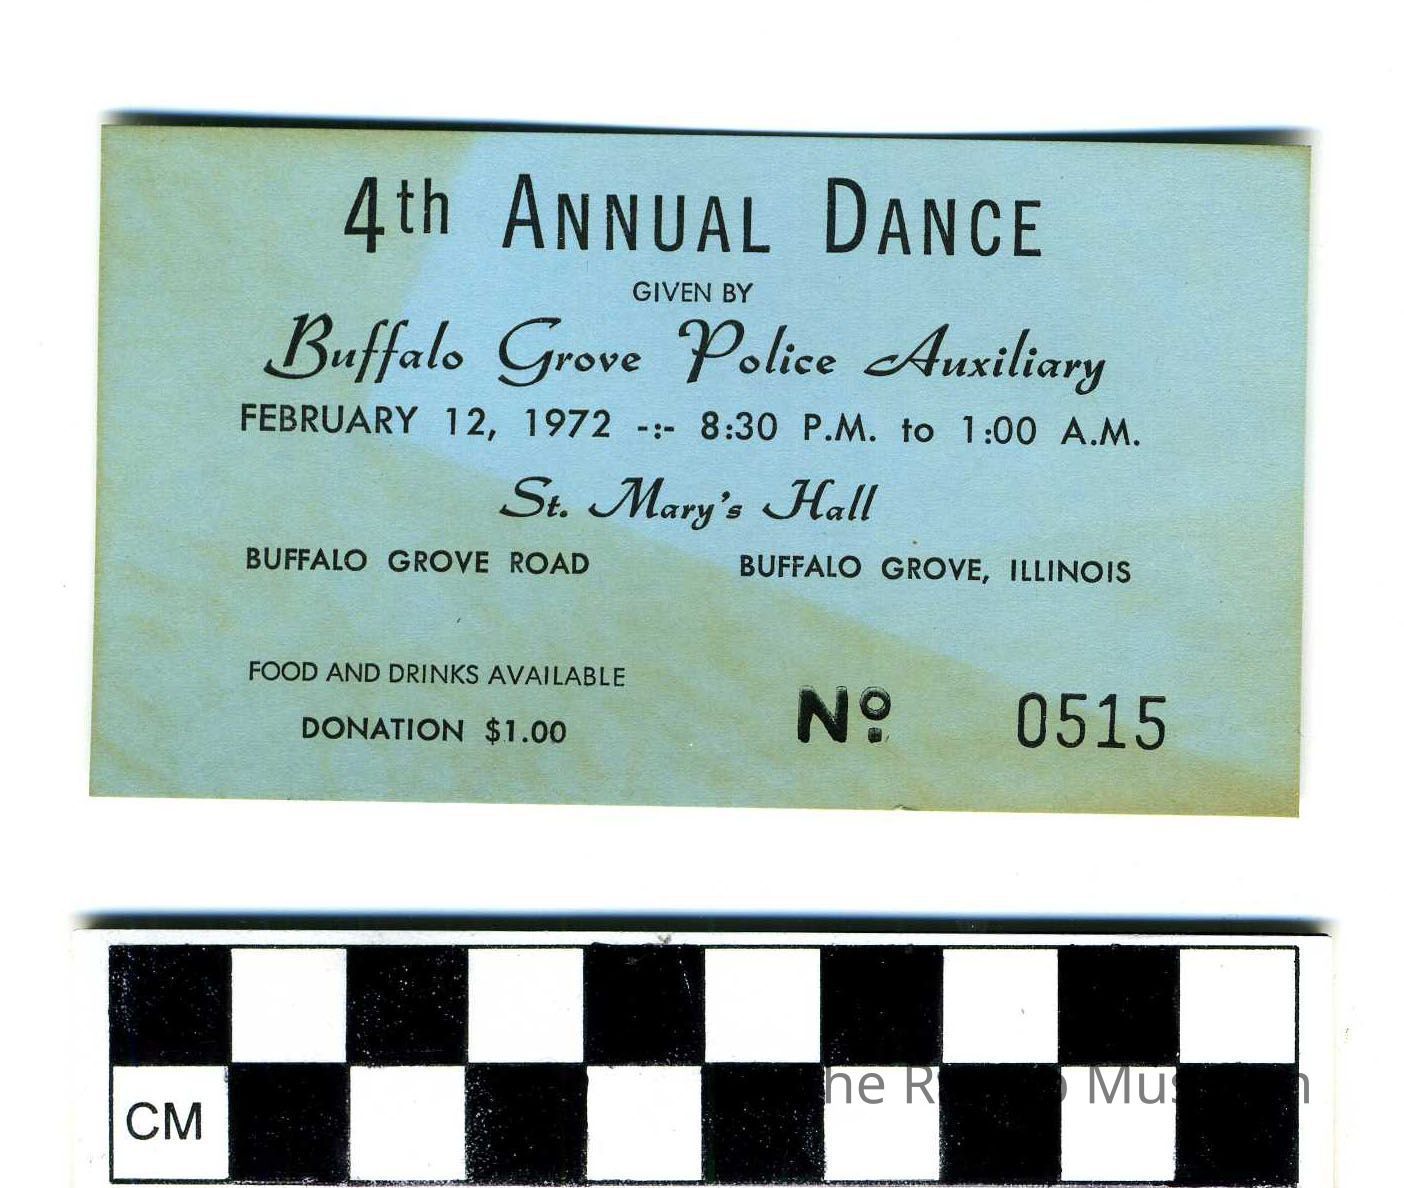 4th ANNUAL DANCE
GIVEN BY
Buffalo Grove Police Auxiliary
FEBRUARY 12, 1972 -:- 8:30 P.M. to 1:00 A.M.
St. Mary's Hall
BUFFALO GROVE ROAD BUFFALO GROVE, ILLINOIS
FOOD AND DRINKS AVAILABLE
DONATION $1.00
Nº 0515
CM